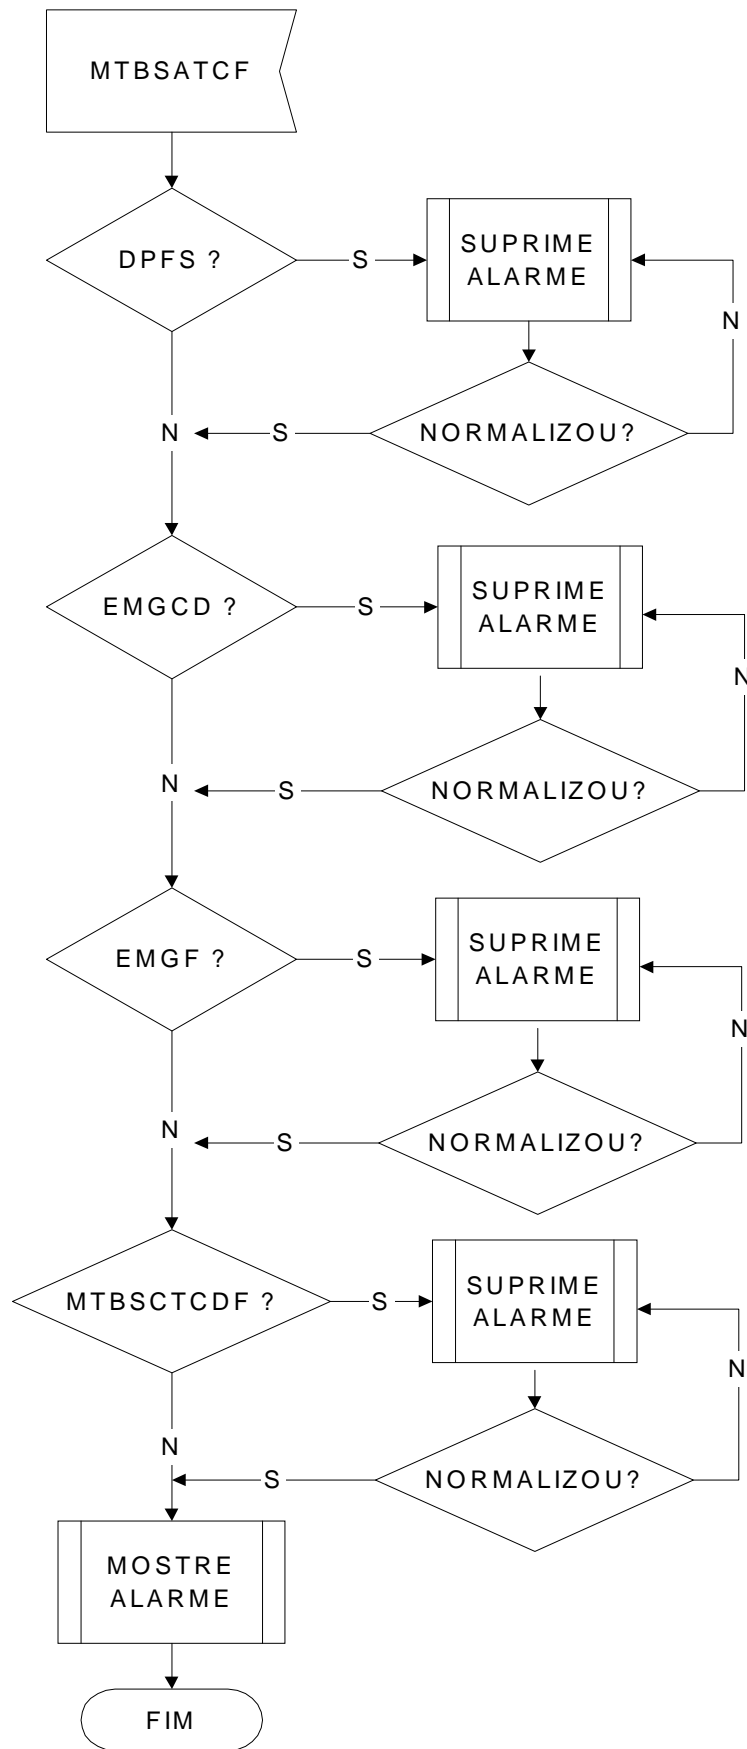 MTBSATCF
DPFS ?
S
SUPRIME
ALARME
N
N
S
NORMALIZOU?
EMGCD ?
S
SUPRIME
ALARME
N
N
S
NORMALIZOU?
EMGF ?
S
SUPRIME
ALARME
N
N
S
NORMALIZOU?
MTBSCTCDF ?
S
SUPRIME
ALARME
N
N
S
NORMALIZOU?
MOSTRE
ALARME
FIM